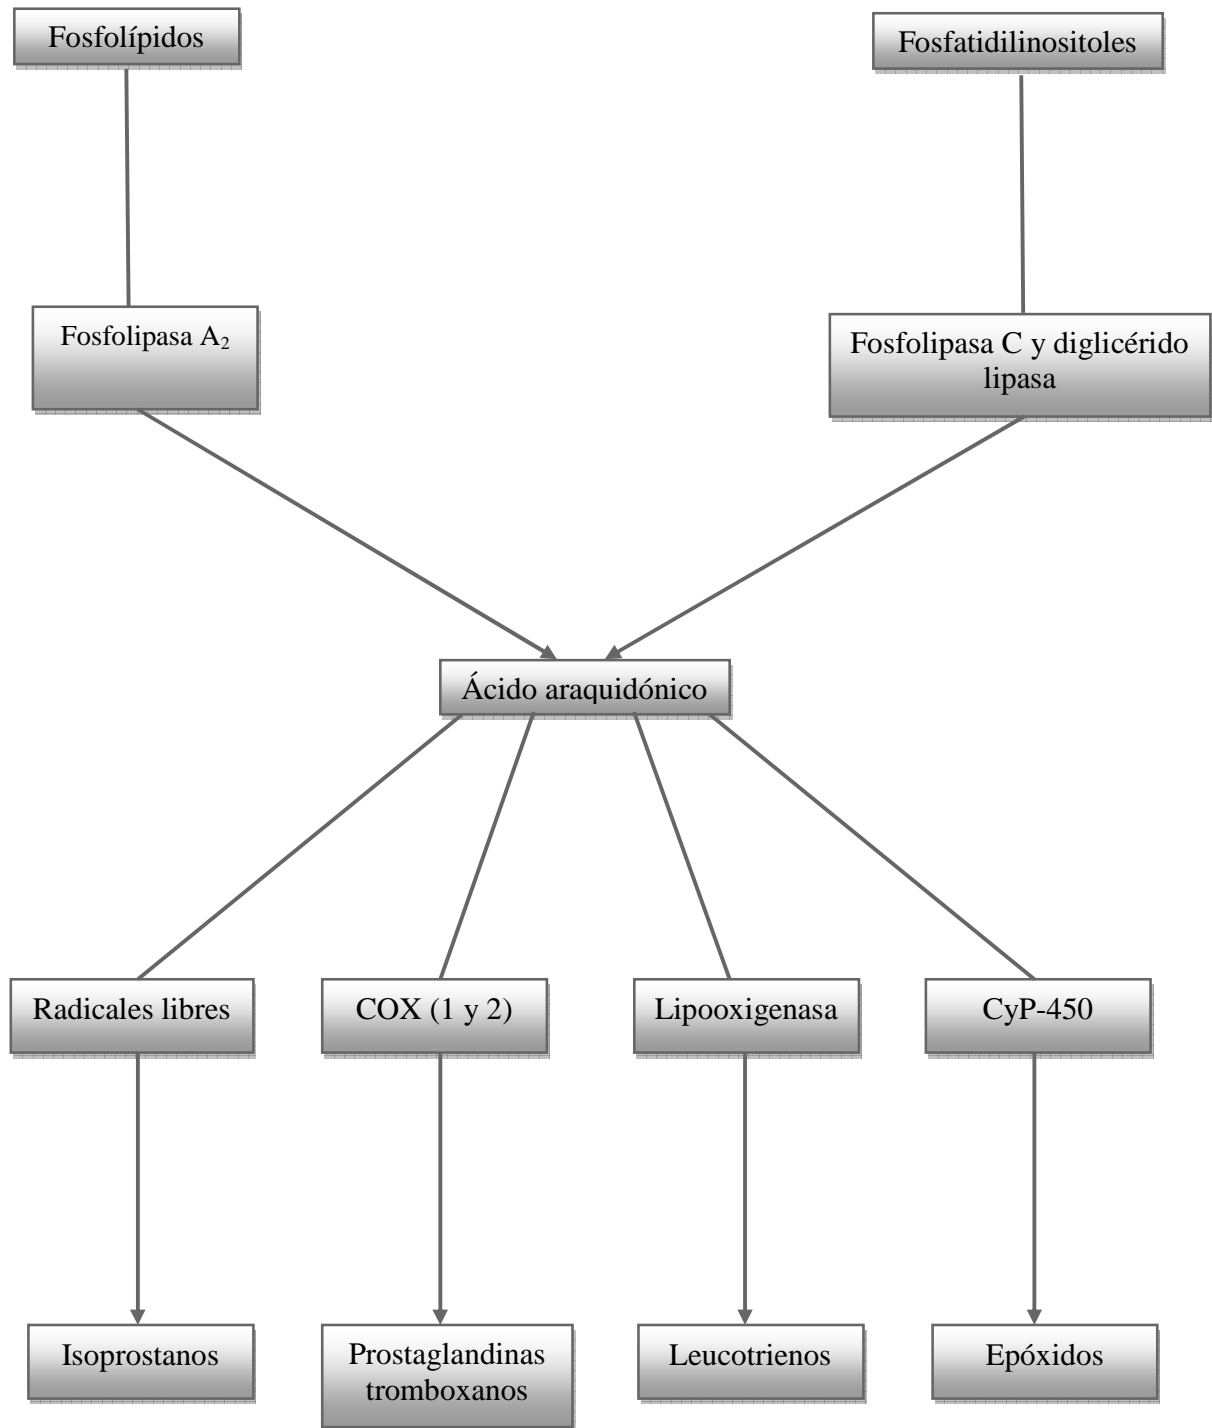 Fosfolípidos
Fosfatidilinositoles
Fosfolipasa A₂
Fosfolipasa C y diglicérido
lipasa
Ácido araquidónico
Radicales libres
COX (1 y 2)
Lipooxigenasa
CyP-450
Isoprostanos
Prostaglandinas
tromboxanos
Leucotrienos
Epóxidos